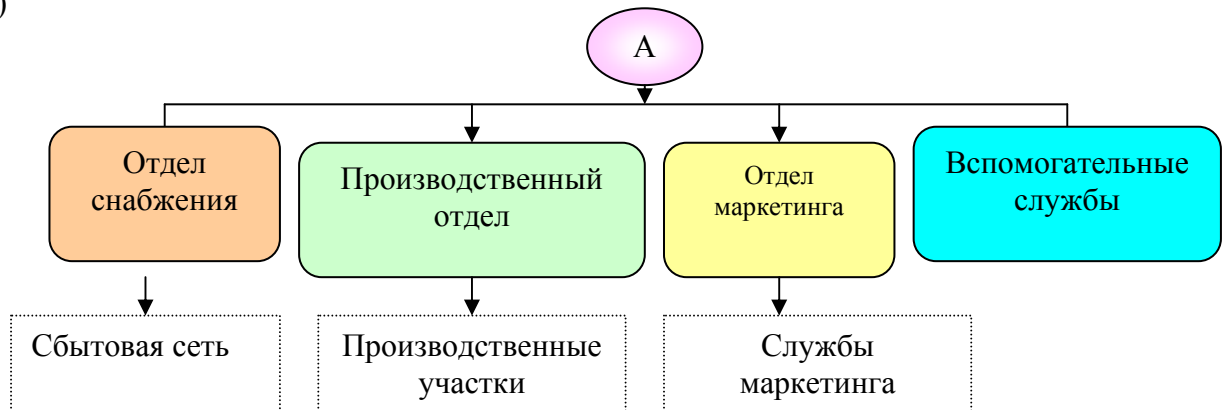 )
А
Отдел
снабжения
Производственный
отдел
Отдел
маркетинга
Вспомогательные
службы
Сбытовая сеть
Производственные
участки
Службы
маркетинга